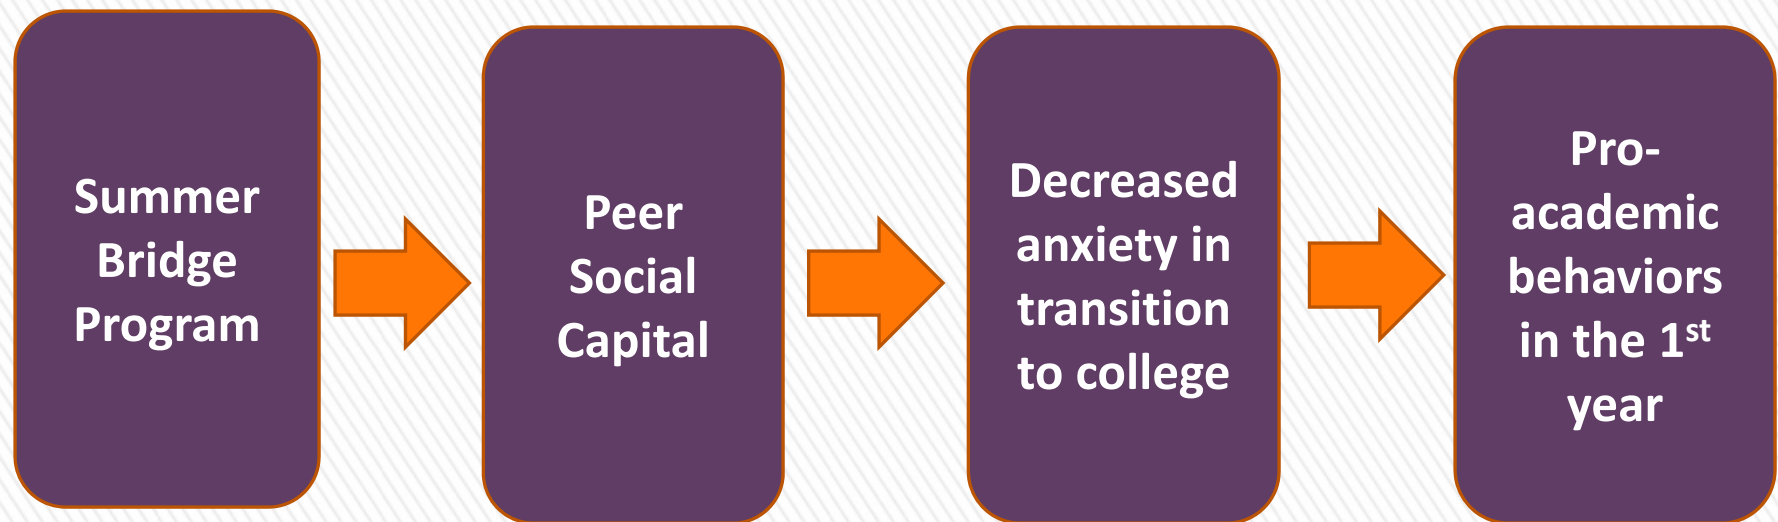 Summer
Bridge
Program
Peer
Social
Capital
Decreased
anxiety in
transition
to college
Pro-
academic
behaviors
in the 1st
year